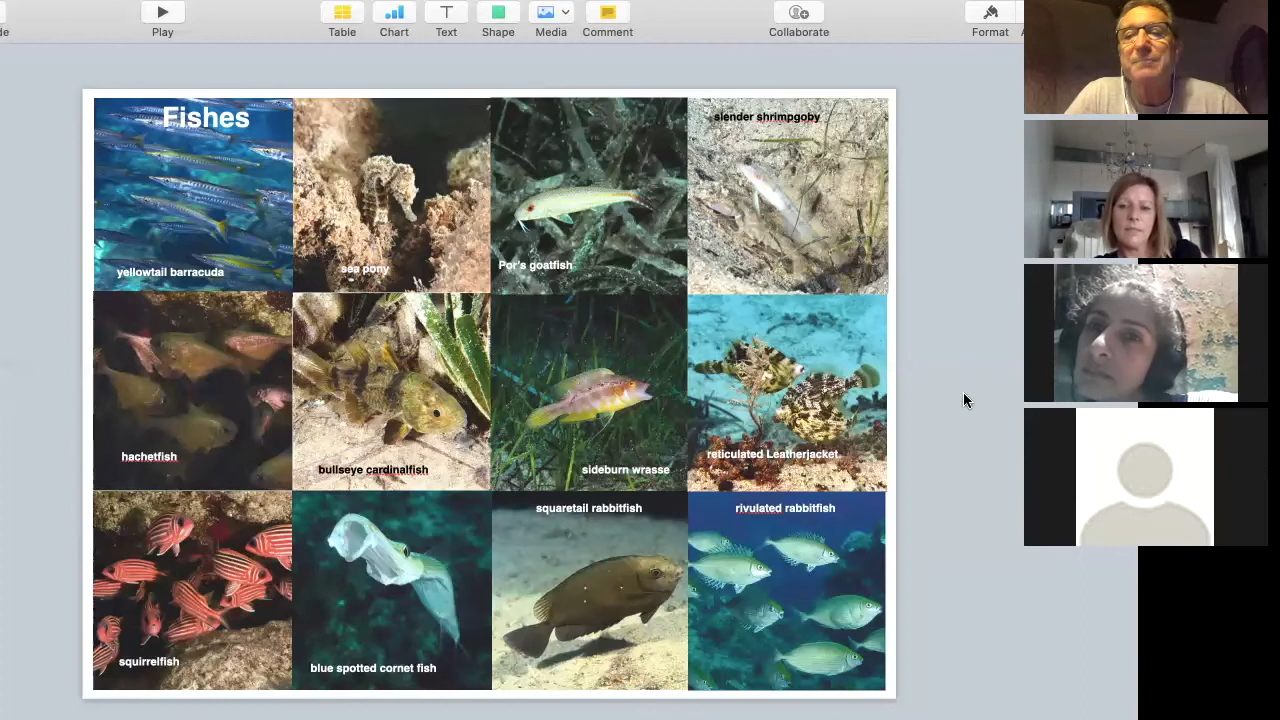 Play
Table
Chart
Text
Shape
Media
Comment
Collaborate
Format
Fishes
yellowtail barracuda
sea pony
Por's goatfish
slender shrimpgoby
hachetfish
bullseye cardinalfish
sideburn wrasse
reticulated Leatherjacket
squirrelfish
blue spotted cornet fish
squaretail rabbitfish
rivulated rabbitfish